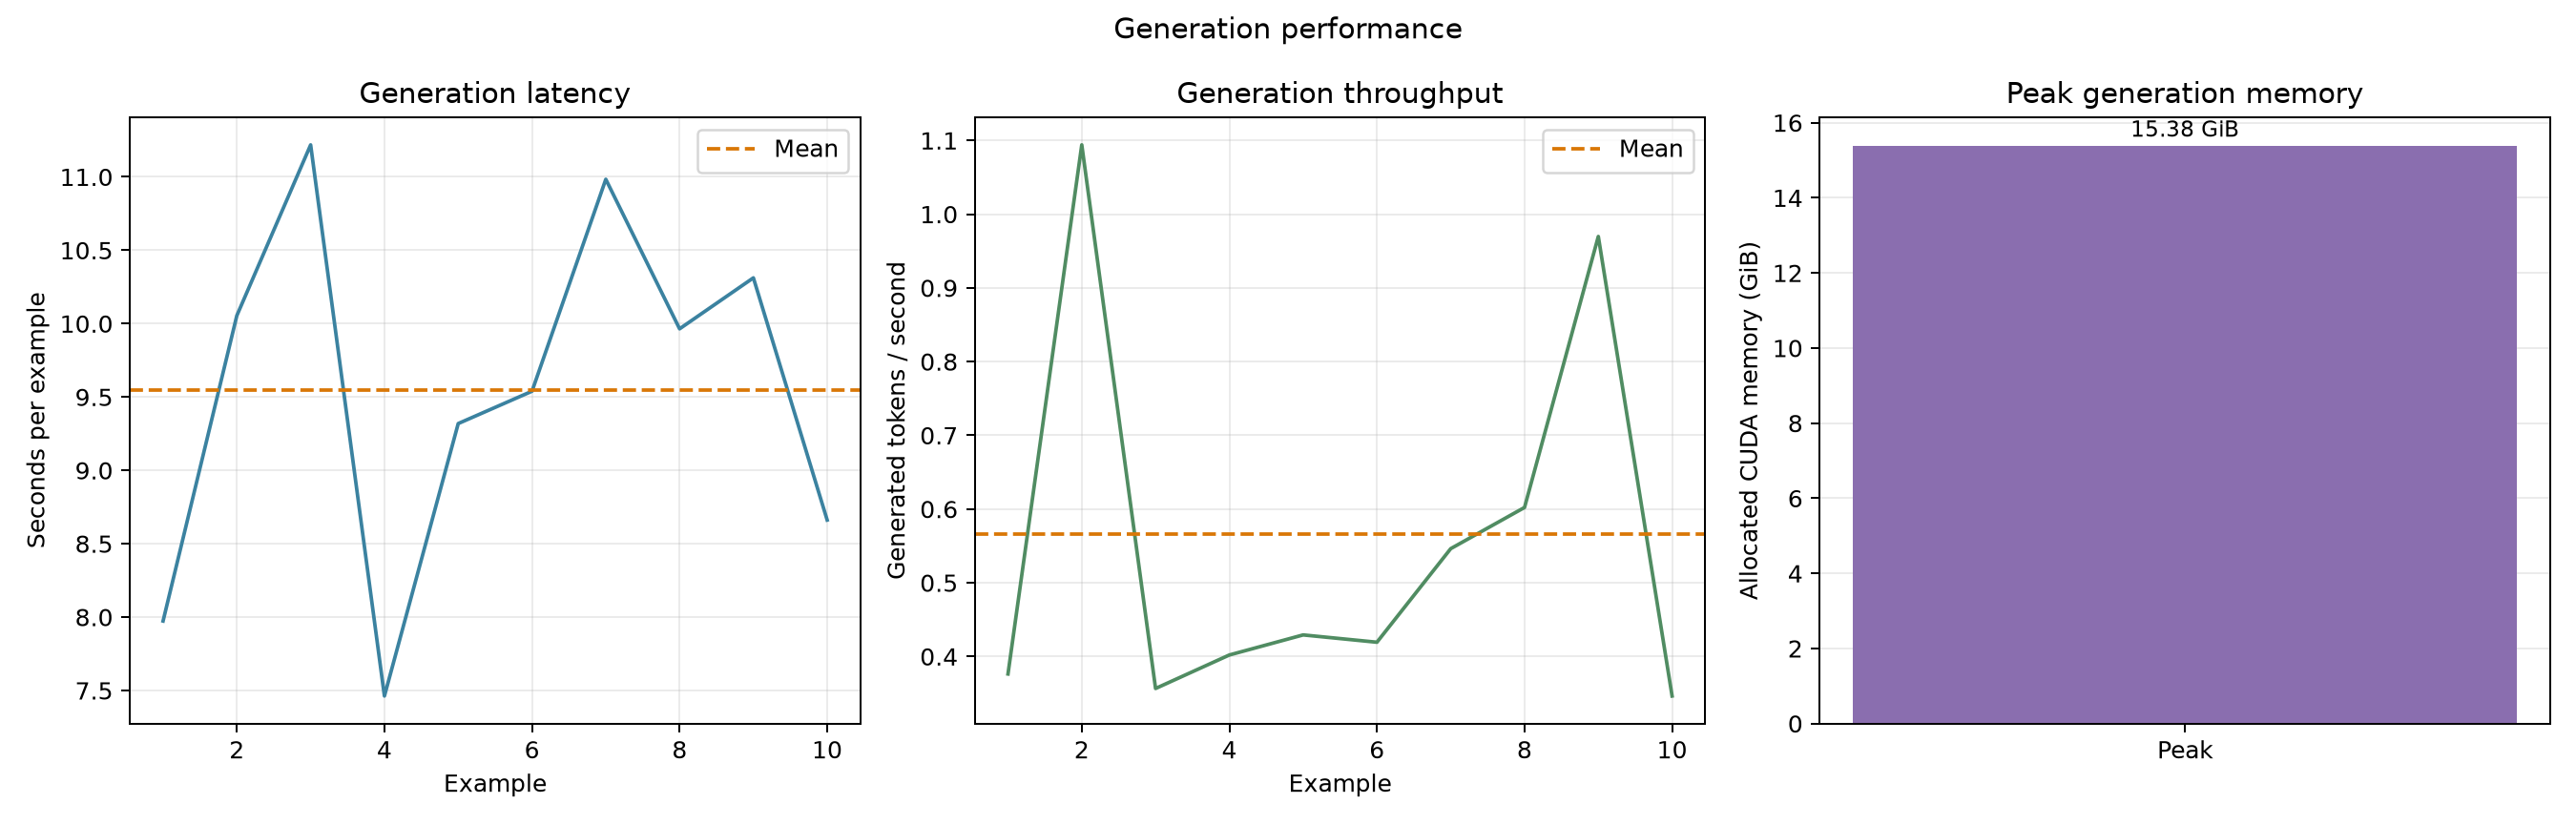 Generation performance
Generation latency
Mean
11.0
10.5
10.0
9.5
9.0
8.5
8.0
7.5
Seconds per example
2 4 6 8 10
Example
Generation throughput
Mean
1.1
1.0
0.9
0.8
0.7
0.6
0.5
0.4
Generated tokens / second
2 4 6 8 10
Example
Peak generation memory
15.38 GiB
16
14
12
10
8
6
4
2
0
Allocated CUDA memory (GiB)
Peak